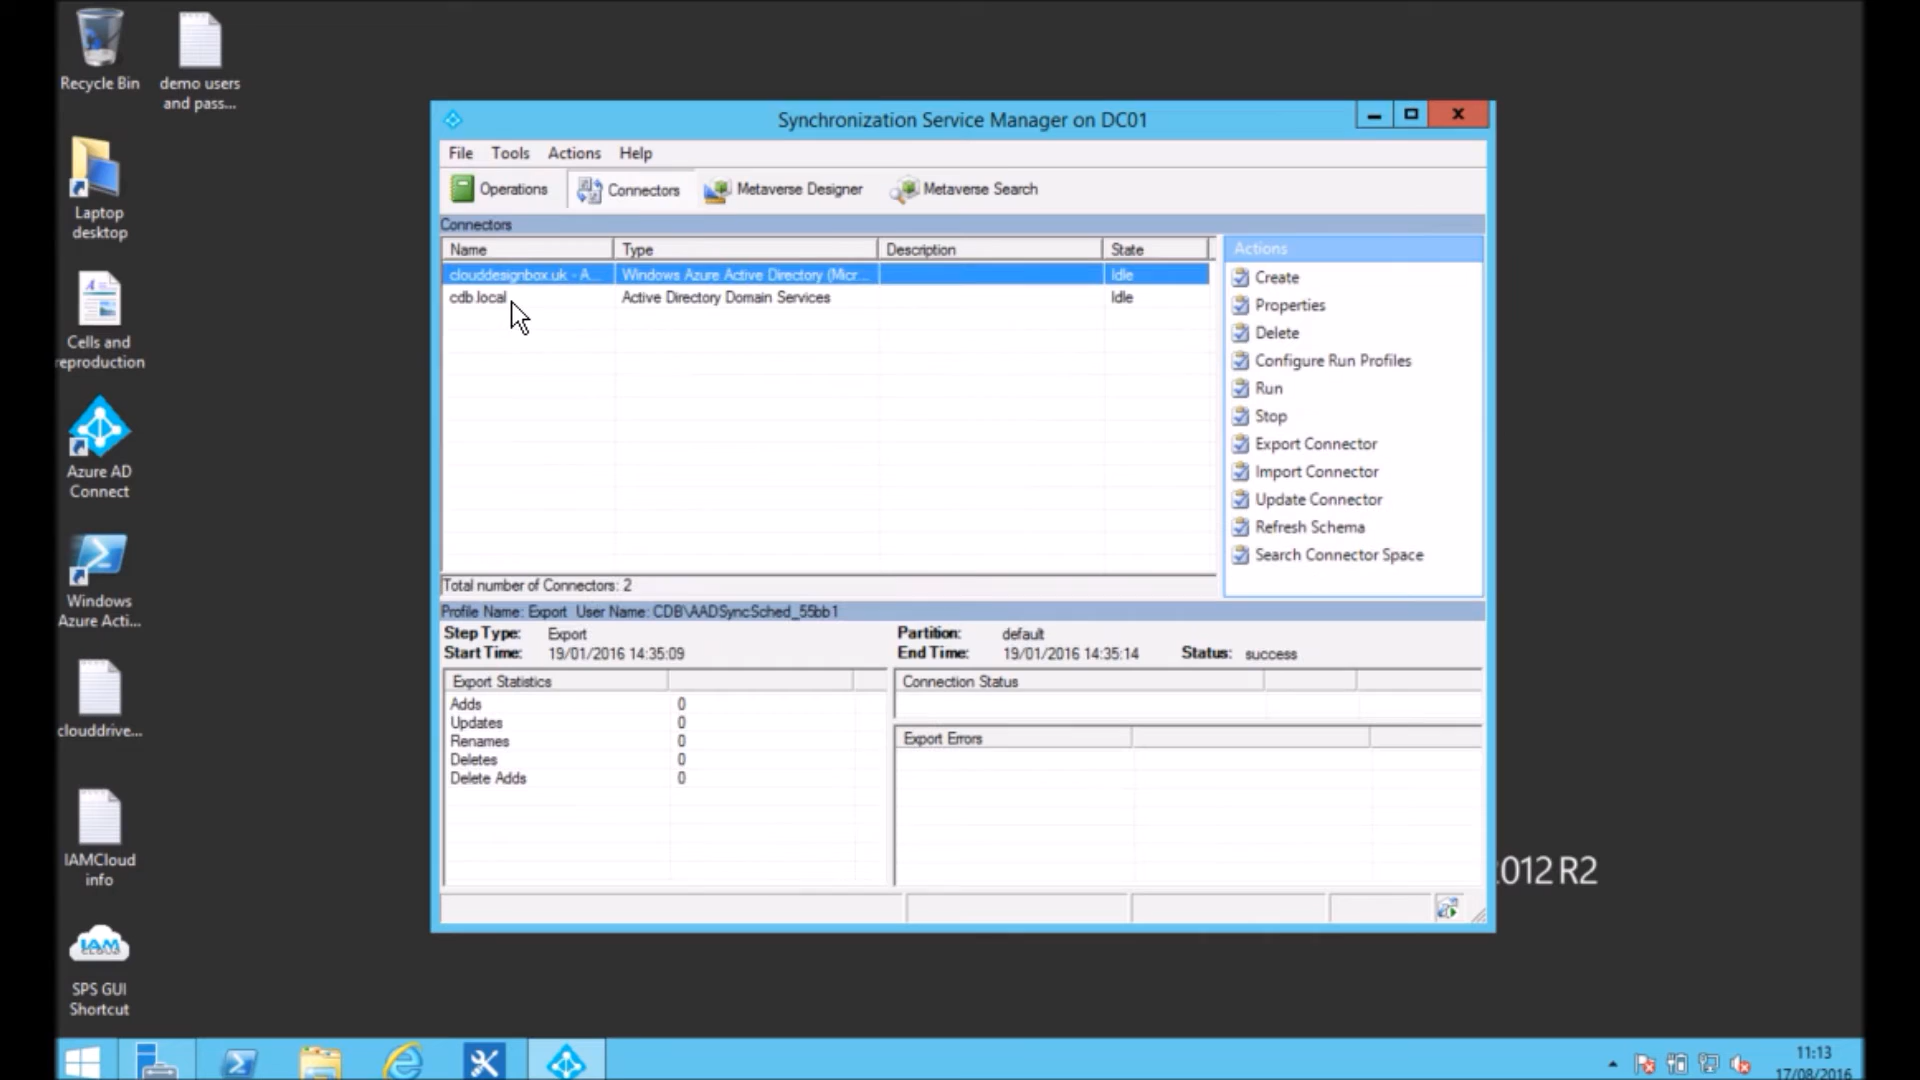 Recycle Bin
demo users
and pass...
Laptop
desktop
Cells and
reproduction
Azure AD
Connect
Windows
Azure Acti...
clouddrive...
IAMCloud
info
IAM
CLOUD
SPS GUI
Shortcut
Synchronization Service Manager on DC01
File Tools Actions Help
Operations Connectors Metaverse Designer Metaverse Search
Connectors
Name Type Description State
clouddesignbox.uk - A... Windows Azure Active Directory (Micr... Idle
cdb.local Active Directory Domain Services Idle
Total number of Connectors: 2
Actions
Create
Properties
Delete
Configure Run Profiles
Run
Stop
Export Connector
Import Connector
Update Connector
Refresh Schema
Search Connector Space
Profile Name: Export User Name: CDB\AADSyncSched_55bb1
Step Type: Export Partition: default
Start Time: 19/01/2016 14:35:09 End Time: 19/01/2016 14:35:14 Status: success
Export Statistics
Adds 0
Updates 0
Renames 0
Deletes 0
Delete Adds 0
Connection Status
Export Errors
2012 R2
11:13
17/08/2016